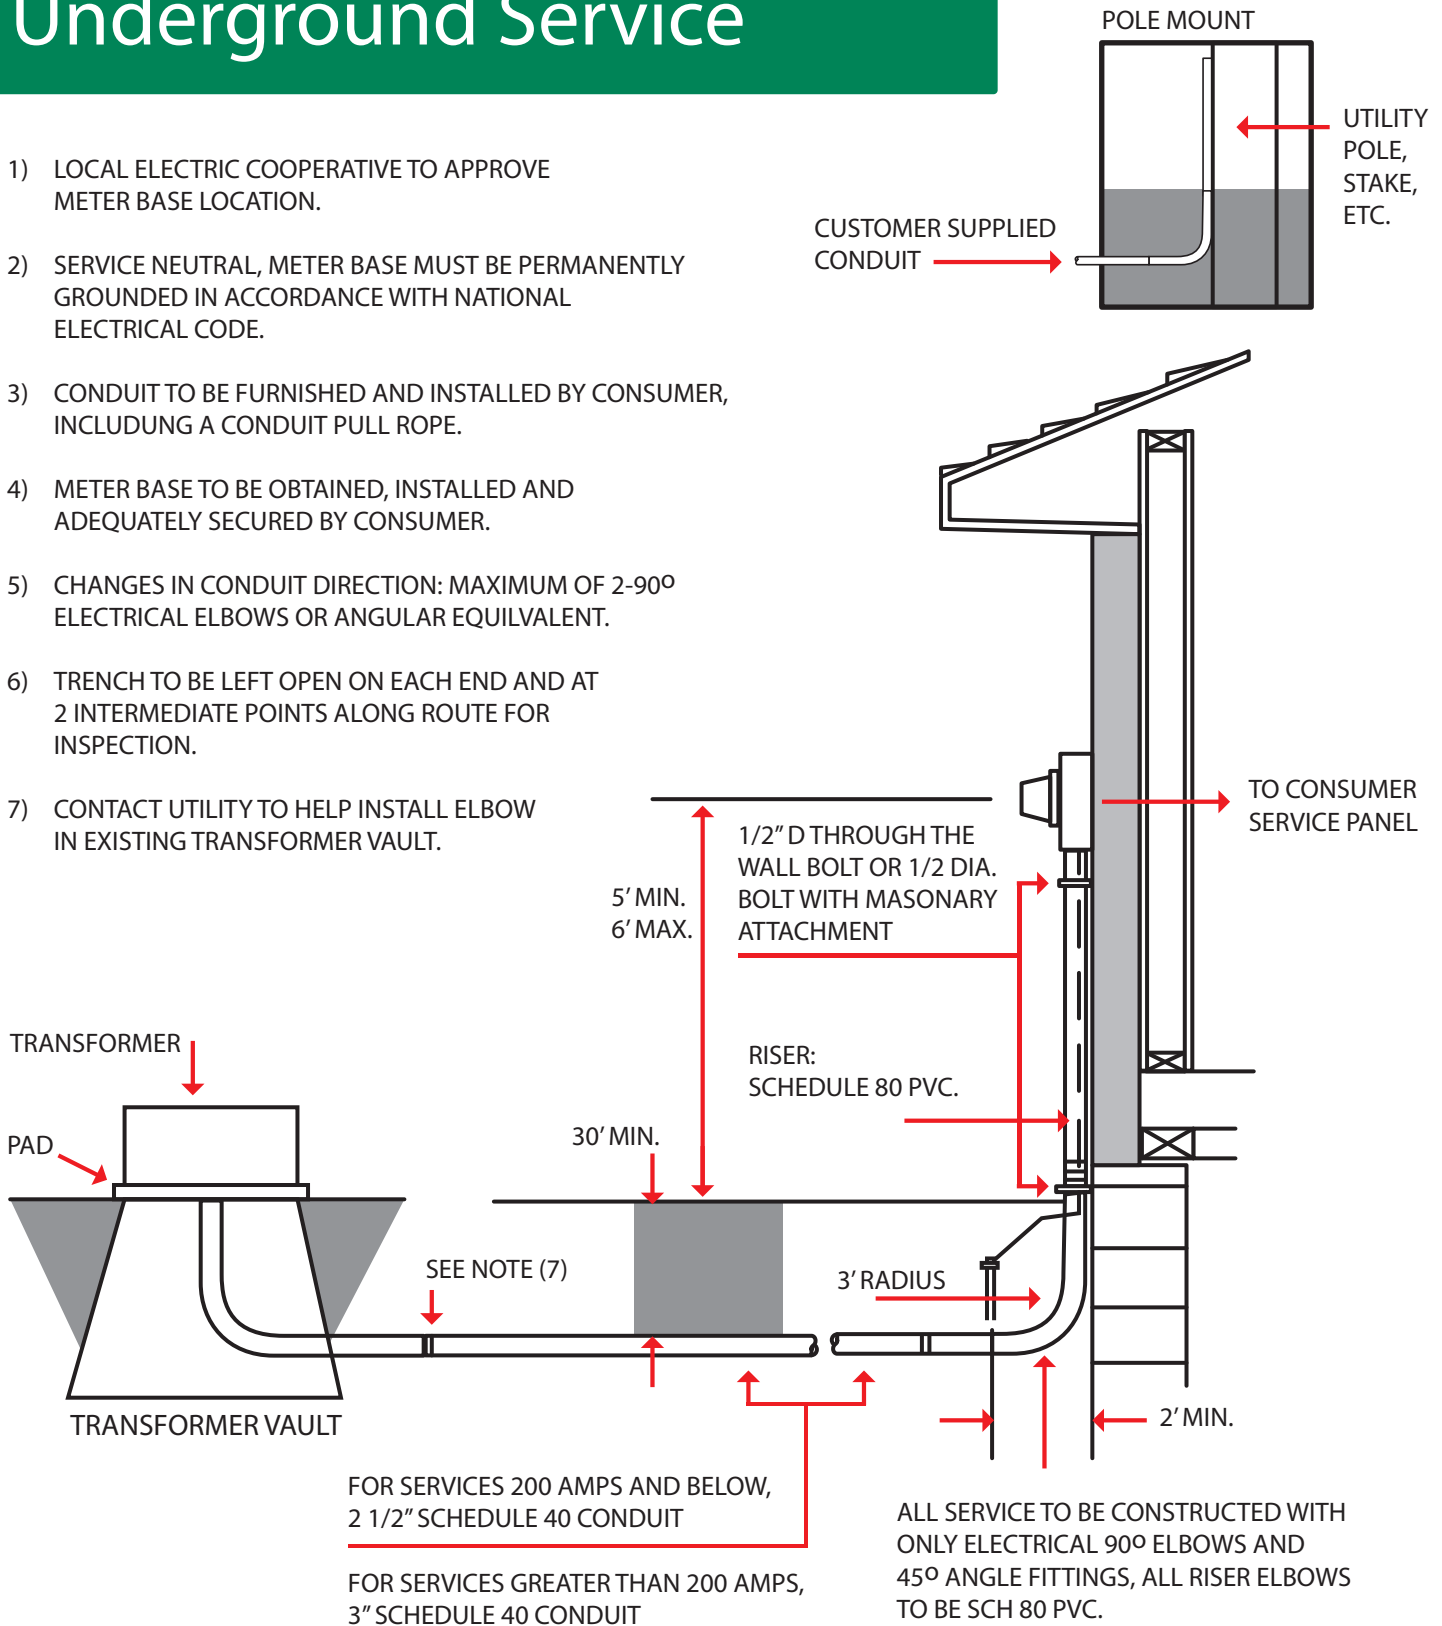 Underground Service
POLE MOUNT
UTILITY
POLE,
STAKE,
ETC.
CUSTOMER SUPPLIED
CONDUIT
1) LOCAL ELECTRIC COOPERATIVE TO APPROVE
METER BASE LOCATION.
2) SERVICE NEUTRAL, METER BASE MUST BE PERMANENTLY
GROUNDED IN ACCORDANCE WITH NATIONAL
ELECTRICAL CODE.
3) CONDUIT TO BE FURNISHED AND INSTALLED BY CONSUMER,
INCLUDUNG A CONDUIT PULL ROPE.
4) METER BASE TO BE OBTAINED, INSTALLED AND
ADEQUATELY SECURED BY CONSUMER.
5) CHANGES IN CONDUIT DIRECTION: MAXIMUM OF 2-90º
ELECTRICAL ELBOWS OR ANGULAR EQUILVALENT.
6) TRENCH TO BE LEFT OPEN ON EACH END AND AT
2 INTERMEDIATE POINTS ALONG ROUTE FOR
INSPECTION.
7) CONTACT UTILITY TO HELP INSTALL ELBOW
IN EXISTING TRANSFORMER VAULT.
TO CONSUMER
SERVICE PANEL
1/2” D THROUGH THE
WALL BOLT OR 1/2 DIA.
BOLT WITH MASONARY
ATTACHMENT
5’ MIN.
6’ MAX.
TRANSFORMER
RISER:
SCHEDULE 80 PVC.
PAD
30’ MIN.
SEE NOTE (7)
3’ RADIUS
TRANSFORMER VAULT
2’ MIN.
FOR SERVICES 200 AMPS AND BELOW,
2 1/2” SCHEDULE 40 CONDUIT
FOR SERVICES GREATER THAN 200 AMPS,
3” SCHEDULE 40 CONDUIT
ALL SERVICE TO BE CONSTRUCTED WITH
ONLY ELECTRICAL 90º ELBOWS AND
45º ANGLE FITTINGS, ALL RISER ELBOWS
TO BE SCH 80 PVC.